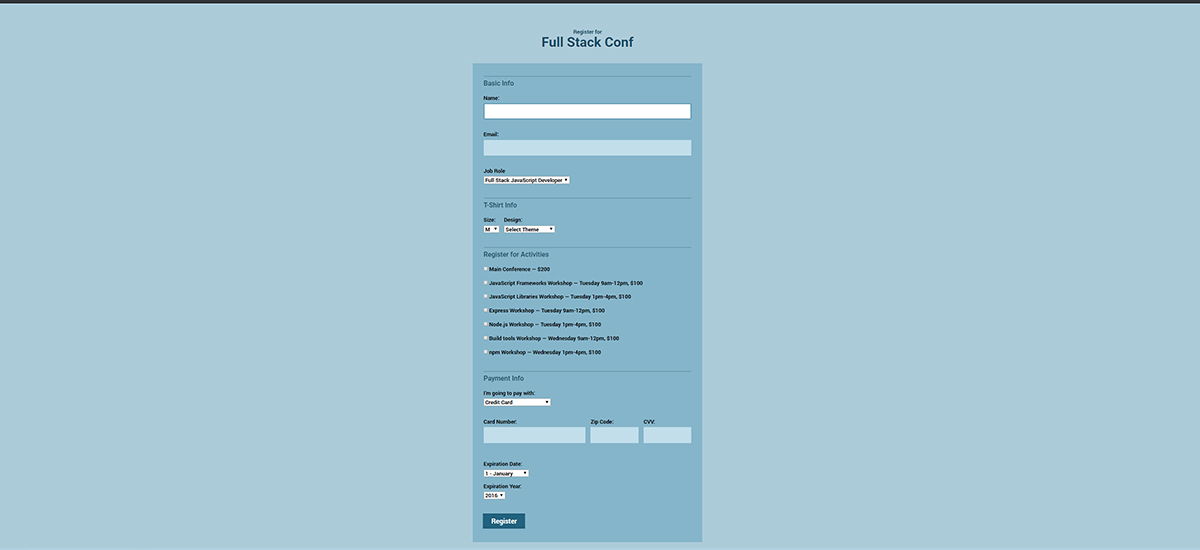 Register for
Full Stack Conf
Basic Info
Name:
Email:
Job Role
Full Stack JavaScript Developer
T-Shirt Info
Size: Design:
M Select Theme
Register for Activities
Main Conference — $200
JavaScript Frameworks Workshop — Tuesday 9am-12pm, $100
JavaScript Libraries Workshop — Tuesday 1pm-4pm, $100
Express Workshop — Tuesday 9am-12pm, $100
Node.js Workshop — Tuesday 1pm-4pm, $100
Build tools Workshop — Wednesday 9am-12pm, $100
npm Workshop — Wednesday 1pm-4pm, $100
Payment Info
I'm going to pay with:
Credit Card
Card Number: Zip Code: CVV:
Expiration Date:
1 - January
Expiration Year:
2016
Register